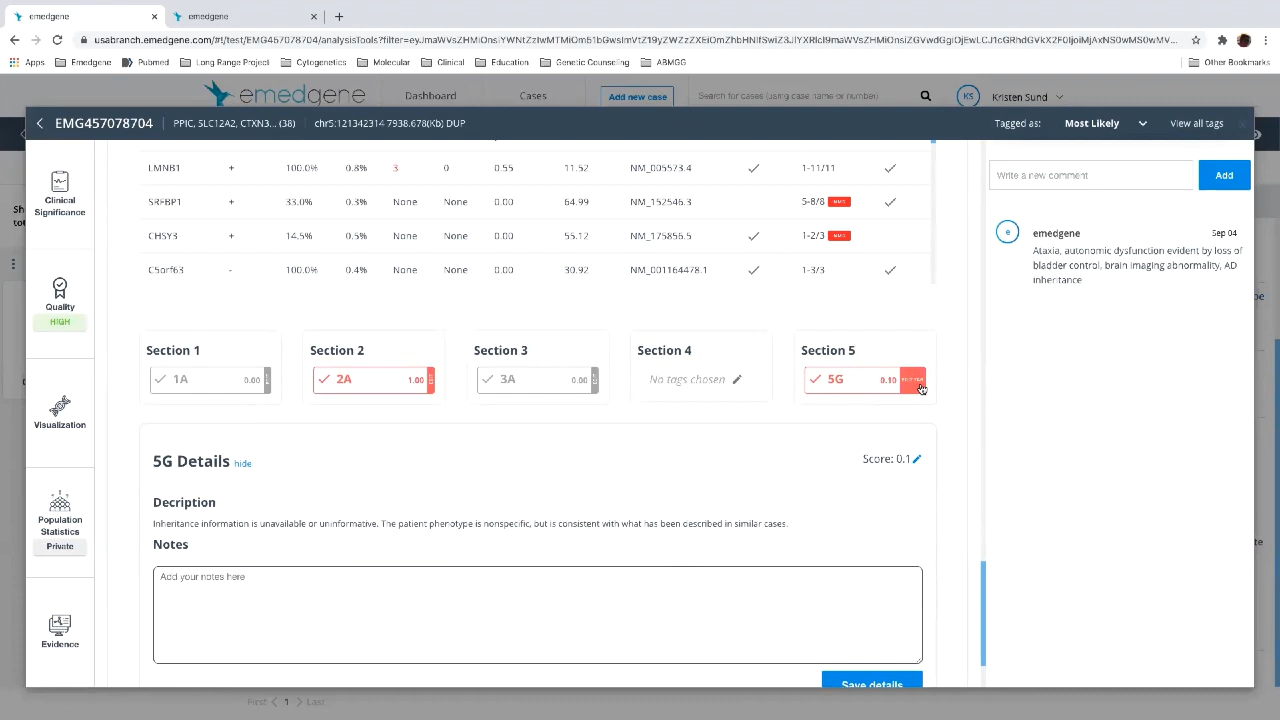 emedgene
emedgene
usabranch.emedgene.com/#!/test/EMG457078704/analysisTools?filter=
Apps Emedgene Pubmed Long Range Project Cytogenetics Molecular Clinical Education Genetic Counseling ABMGG Other Bookmarks
emedgene Dashboard Cases Add new case Search for cases (using case name or number) KS Kristen Sund
EMG457078704 PPIC, SLC12A2, CTXN3... (38) chr5:121342314 7938.678(Kb) DUP Tagged as: Most Likely View all tags
Clinical
Significance
Quality
HIGH
Visualization
Population
Statistics
Private
Evidence
LMNB1 + 100.0% 0.8% 3 0 0.55 11.52 NM_005573.4 1-11/11
SRFBP1 + 33.0% 0.3% None None 0.00 64.99 NM_152546.3 5-8/8
CHSY3 + 14.5% 0.5% None None 0.00 55.12 NM_175856.5 1-2/3
C5orf63 - 100.0% 0.4% None None 0.00 30.92 NM_001164478.1 1-3/3
Section 1 Section 2 Section 3 Section 4 Section 5
1A 0.00 2A 1.00 3A 0.00 No tags chosen 5G 0.10 EDIT TAG
5G Details hide Score: 0.1
Decription
Inheritance information is unavailable or uninformative. The patient phenotype is nonspecific, but is consistent with what has been described in similar cases.
Notes
Add your notes here
Save details
Write a new comment Add
e emedgene Sep 04
Ataxia, autonomic dysfunction evident by loss of
bladder control, brain imaging abnormality, AD
inheritance
First 1 Last